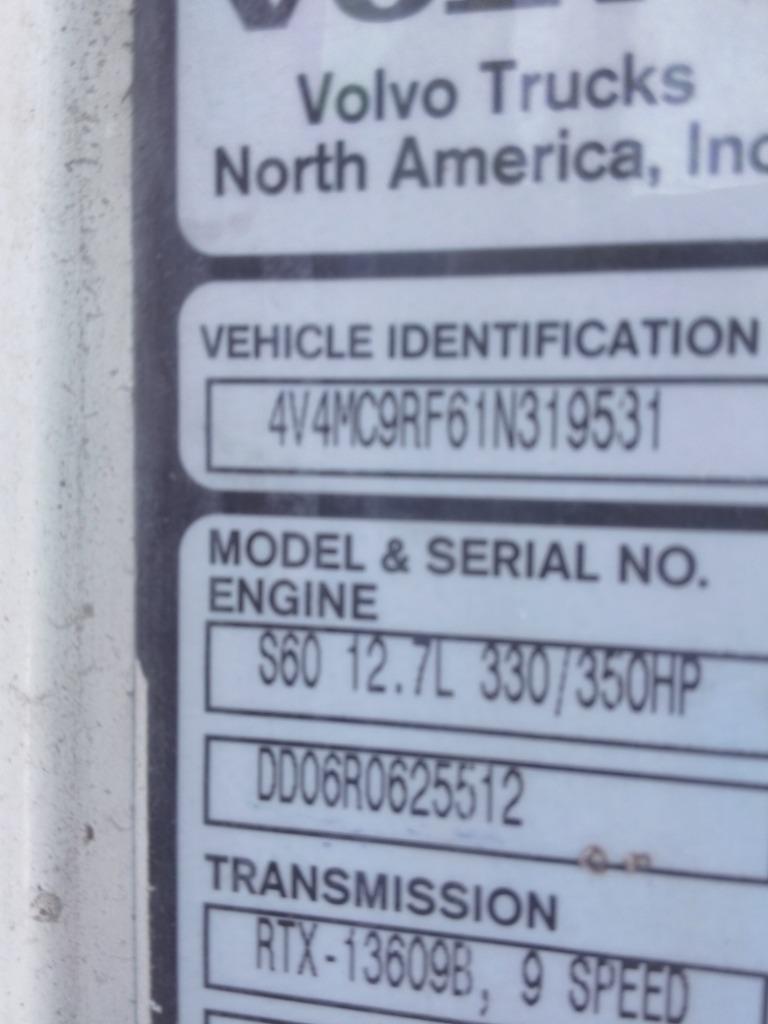 VOLVO
Volvo Trucks
North America, Inc
VEHICLE IDENTIFICATION
4V4MC9RF61N319531
MODEL & SERIAL NO.
ENGINE
S60 12.7L 330/350HP
DD06R0625512
TRANSMISSION
RTX-13609B, 9 SPEED